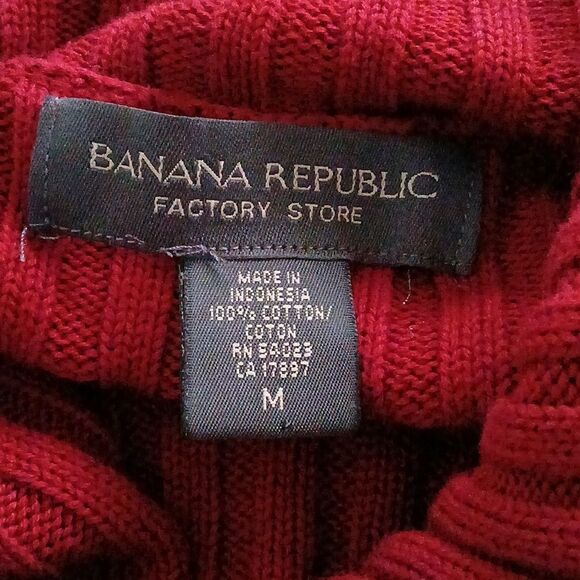 BANANA REPUBLIC
FACTORY STORE
MADE IN
INDONESIA
100% COTTON/
COTON
RN 54023
CA 17897
M